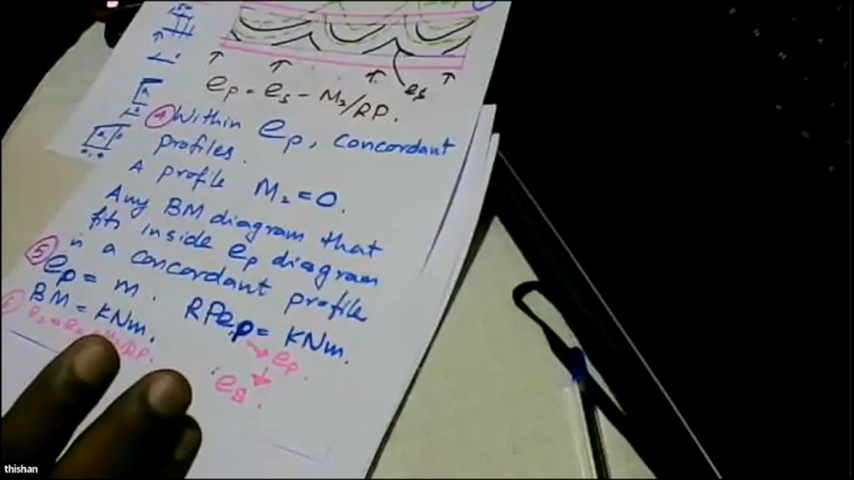 ep = es - M2/RP.
es
④ Within ep, concordant
profiles.
A profile M2 = 0.
Any BM diagram that
fits inside ep diagram
is a concordant profile
⑤ ep = m. RPep = kNm.
BM = kNm.
ep
es.
thishan